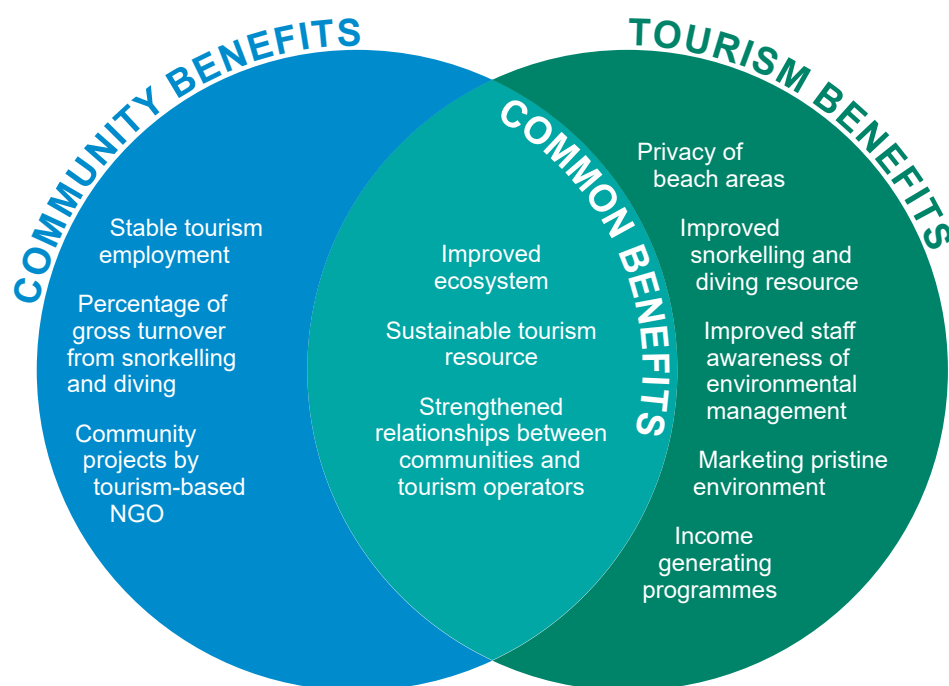 COMMUNITY BENEFITS
Stable tourism
employment
Percentage of
gross turnover
from snorkelling
and diving
Community
projects by
tourism-based
NGO
COMMON BENEFITS
Improved
ecosystem
Sustainable tourism
resource
Strengthened
relationships between
communities and
tourism operators
TOURISM BENEFITS
Privacy of
beach areas
Improved
snorkelling and
diving resource
Improved staff
awareness of
environmental
management
Marketing pristine
environment
Income
generating
programmes